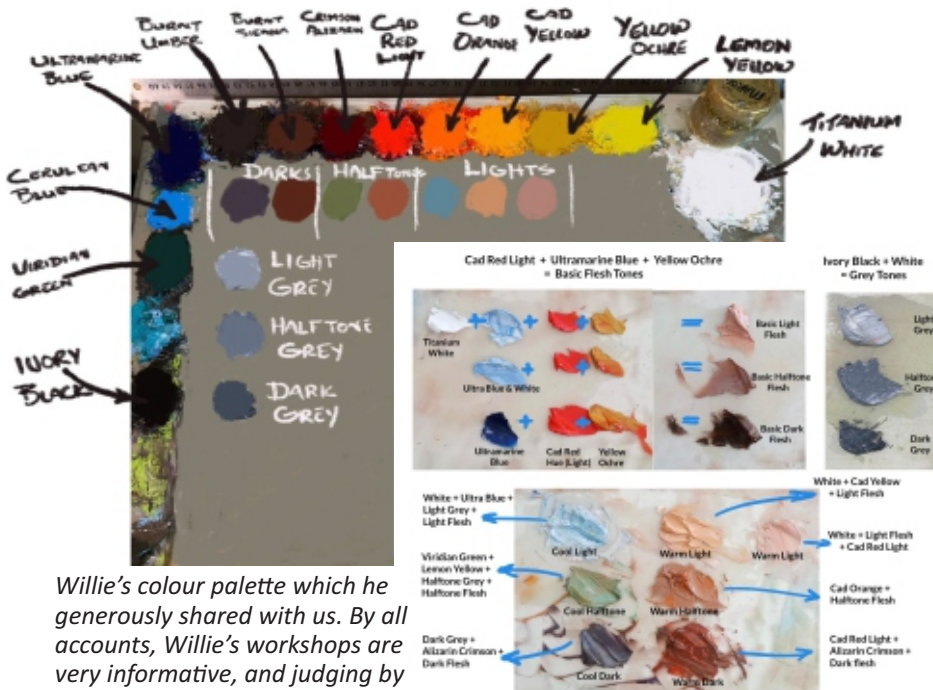 ULTRAMARINE
BLUE
BURNT
UMBER
BURNT
SIENNA
CRIMSON
ALIZARIN
CAD
RED
LIGHT
CAD
ORANGE
CAD
YELLOW
YELLOW
OCHRE
LEMON
YELLOW
TITANIUM
WHITE
CERULEAN
BLUE
VIRIDIAN
GREEN
IVORY
BLACK
DARKS
HALFTONES
LIGHTS
LIGHT
GREY
HALFTONE
GREY
DARK
GREY
Cad Red Light + Ultramarine Blue + Yellow Ochre
= Basic Flesh Tones
Titanium
White
Ultra Blue & White
Ultramarine
Blue
Cad Red
Hue (Light)
Yellow
Ochre
Basic Light
Flesh
Basic Halftone
Flesh
Basic Dark
Flesh
Ivory Black + White
= Grey Tones
Light
Grey
Halftone
Grey
Dark
Grey
White + Ultra Blue +
Light Grey +
Light Flesh
Viridian Green +
Lemon Yellow +
Halftone Grey +
Halftone Flesh
Dark Grey +
Alizarin Crimson +
Dark Flesh
Cool Light
Warm Light
Warm Light
Cool Halftone
Warm Halftone
Cool Dark
Warm Dark
White + Cad Yellow
+ Light Flesh
White + Light Flesh
+ Cad Red Light
Cad Orange +
Halftone Flesh
Cad Red Light +
Alizarin Crimson +
Dark flesh
Willie's colour palette which he
generously shared with us. By all
accounts, Willie's workshops are
very informative, and judging by